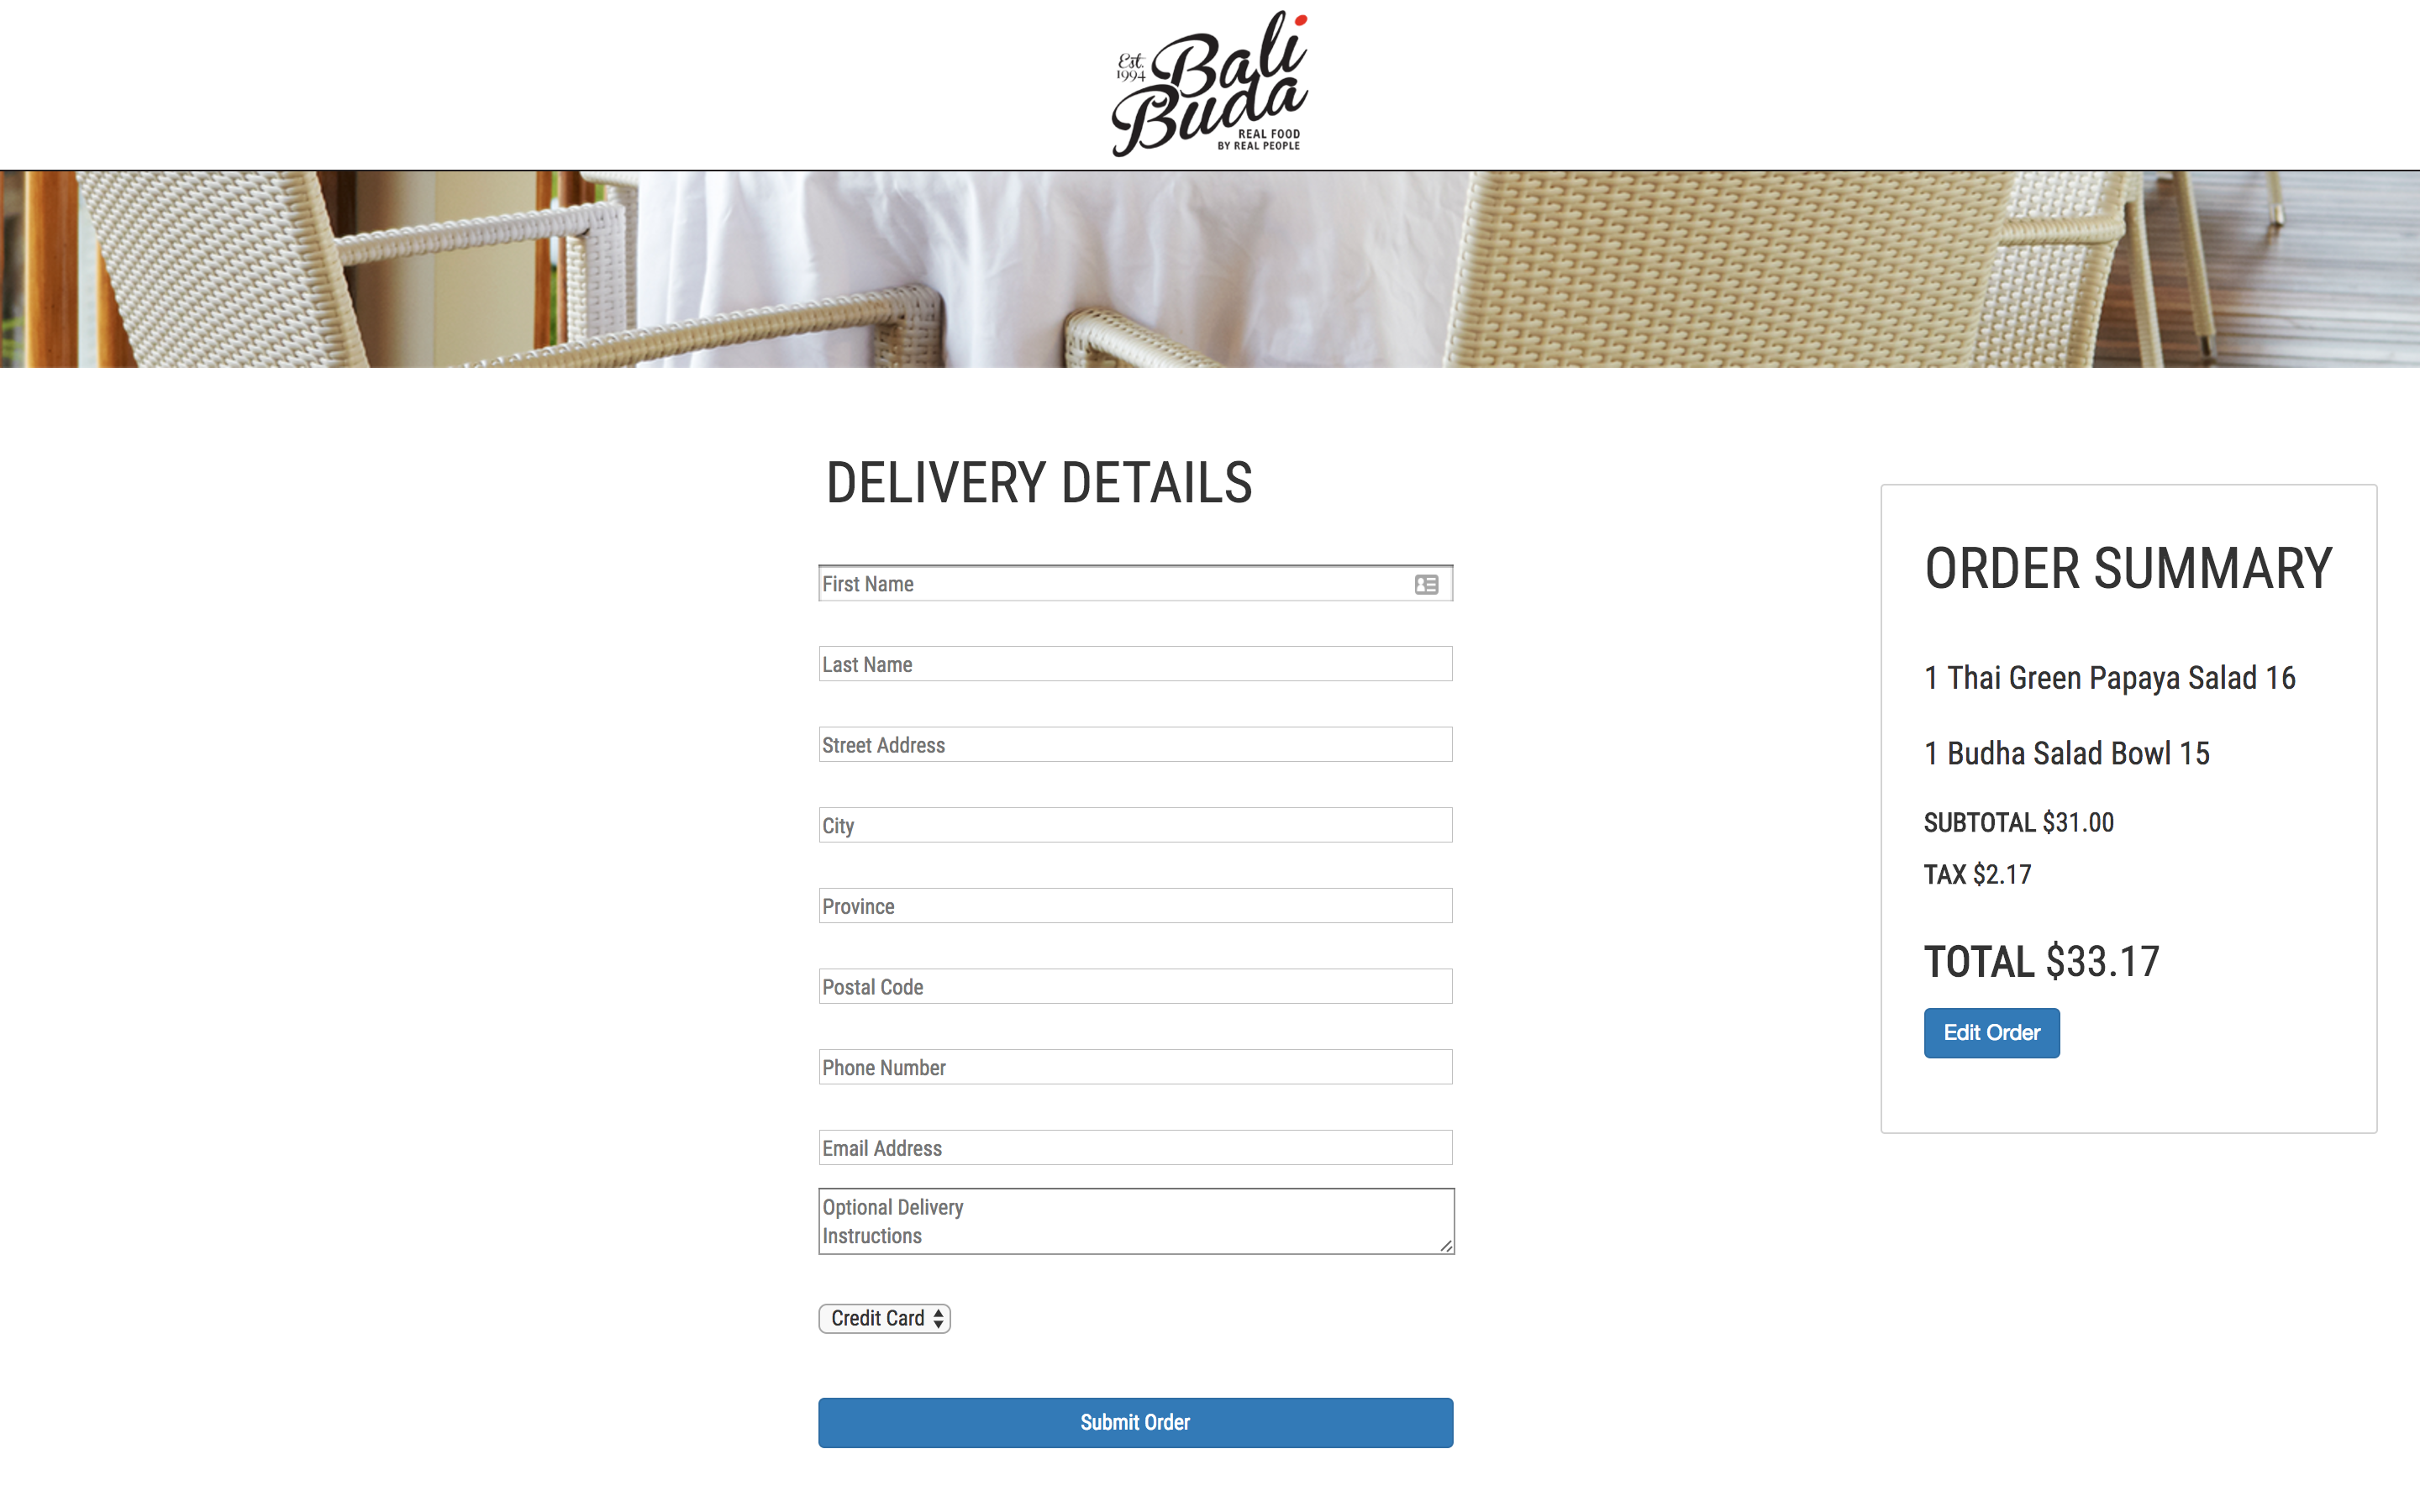 Est.
1994
Bali
Buda
REAL FOOD
BY REAL PEOPLE
DELIVERY DETAILS
First Name
Last Name
Street Address
City
Province
Postal Code
Phone Number
Email Address
Optional Delivery
Instructions
Credit Card
Submit Order
ORDER SUMMARY
1 Thai Green Papaya Salad 16
1 Budha Salad Bowl 15
SUBTOTAL $31.00
TAX $2.17
TOTAL $33.17
Edit Order